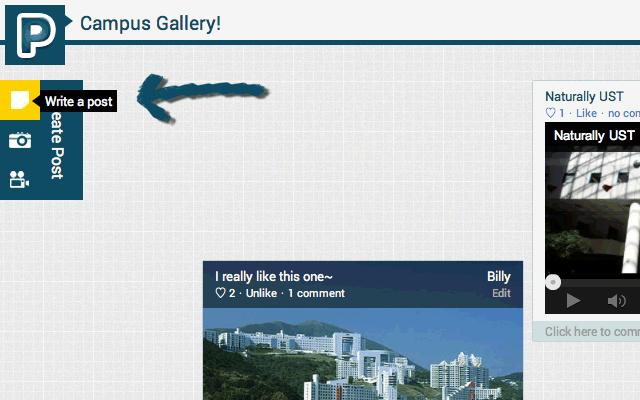 P
Campus Gallery!
Write a post
eate Post
Naturally UST
♡ 1 · Like · no con
Naturally UST
I really like this one~ Billy
♡ 2 · Unlike · 1 comment Edit
Click here to comm